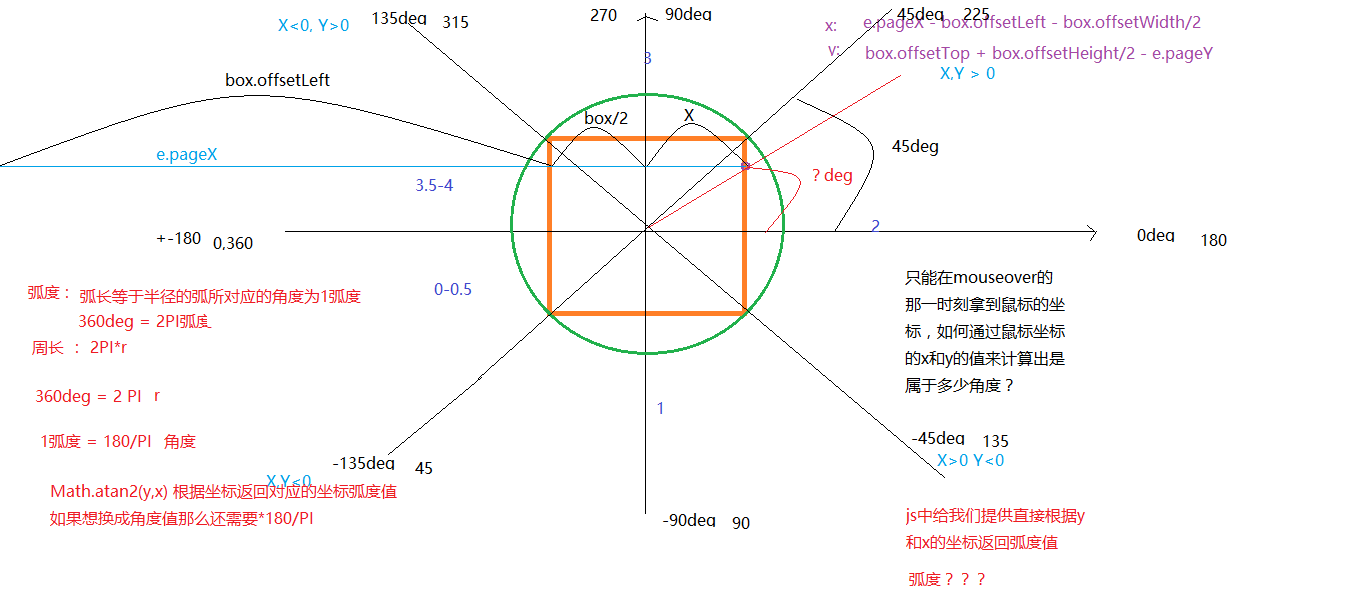 X<0, Y>0
135deg 315
270 90deg
45deg 225
x: e.pageX - box.offsetLeft - box.offsetWidth/2
y: box.offsetTop + box.offsetHeight/2 - e.pageY
X,Y > 0
3
box.offsetLeft
box/2 X
45deg
e.pageX
3.5-4
? deg
2
+-180 0,360
0deg 180
0-0.5
弧度： 弧长等于半径的弧所对应的角度为1弧度
360deg = 2PI弧度
周长 ： 2PI*r
360deg = 2 PI r
1弧度 = 180/PI 角度
1
只能在mouseover的
那一时刻拿到鼠标的坐
标，如何通过鼠标坐标
的x和y的值来计算出是
属于多少角度？
-45deg 135
X>0 Y<0
-135deg 45
X,Y<0
Math.atan2(y,x) 根据坐标返回对应的坐标弧度值
如果想换成角度值那么还需要*180/PI
-90deg 90
js中给我们提供直接根据y
和x的坐标返回弧度值
弧度？？？